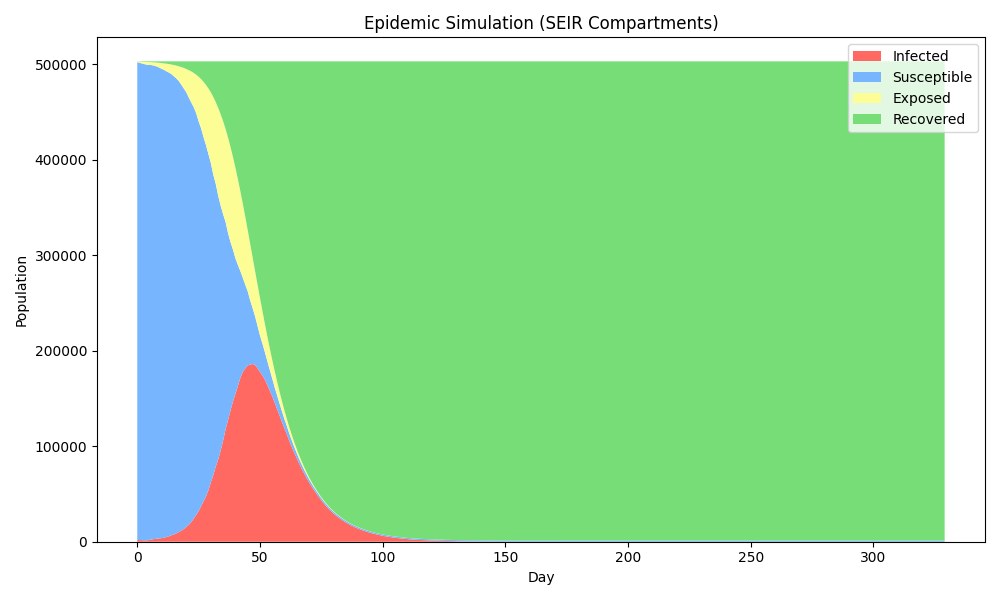 Epidemic Simulation (SEIR Compartments)
Infected
Susceptible
Exposed
Recovered
Population
500000
400000
300000
200000
100000
0
0 50 100 150 200 250 300
Day